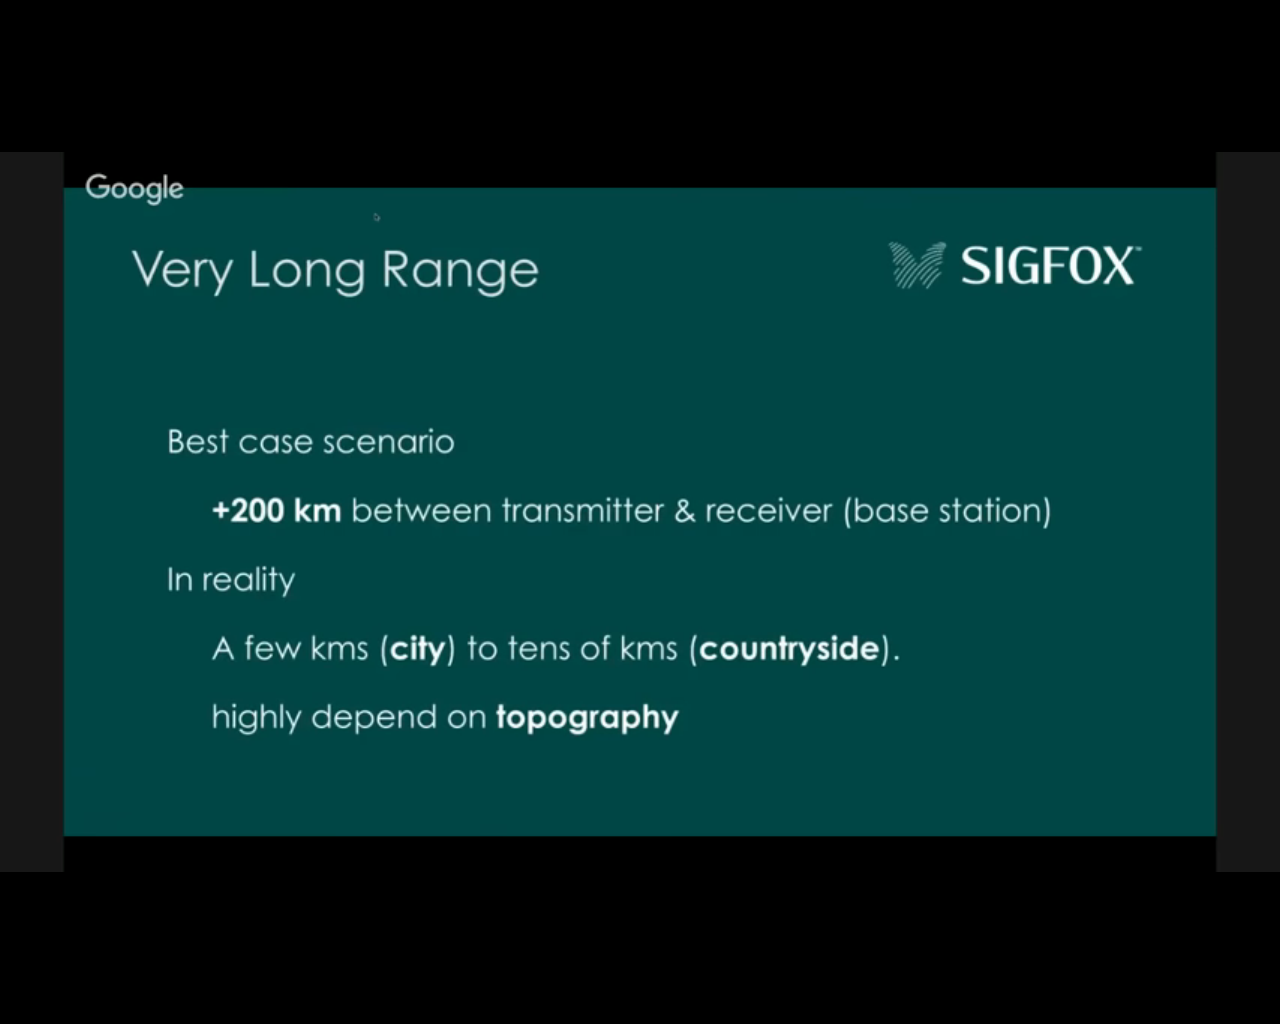 Google
Very Long Range
SIGFOX™
Best case scenario
+200 km between transmitter & receiver (base station)
In reality
A few kms (city) to tens of kms (countryside).
highly depend on topography